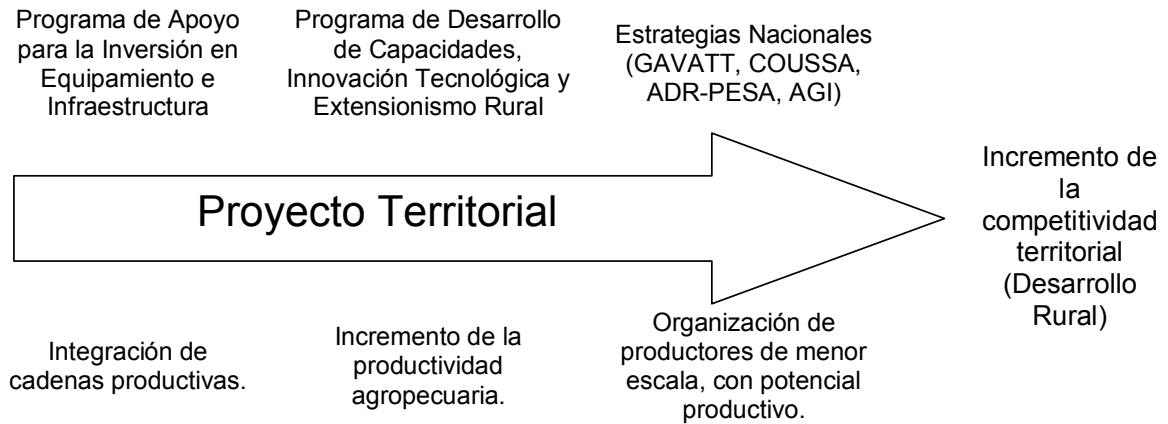 Programa de Apoyo
para la Inversión en
Equipamiento e
Infraestructura
Programa de Desarrollo
de Capacidades,
Innovación Tecnológica y
Extensionismo Rural
Estrategias Nacionales
(GAVATT, COUSSA,
ADR-PESA, AGI)
Proyecto Territorial
Incremento de
la
competitividad
territorial
(Desarrollo
Rural)
Integración de
cadenas productivas.
Incremento de la
productividad
agropecuaria.
Organización de
productores de menor
escala, con potencial
productivo.